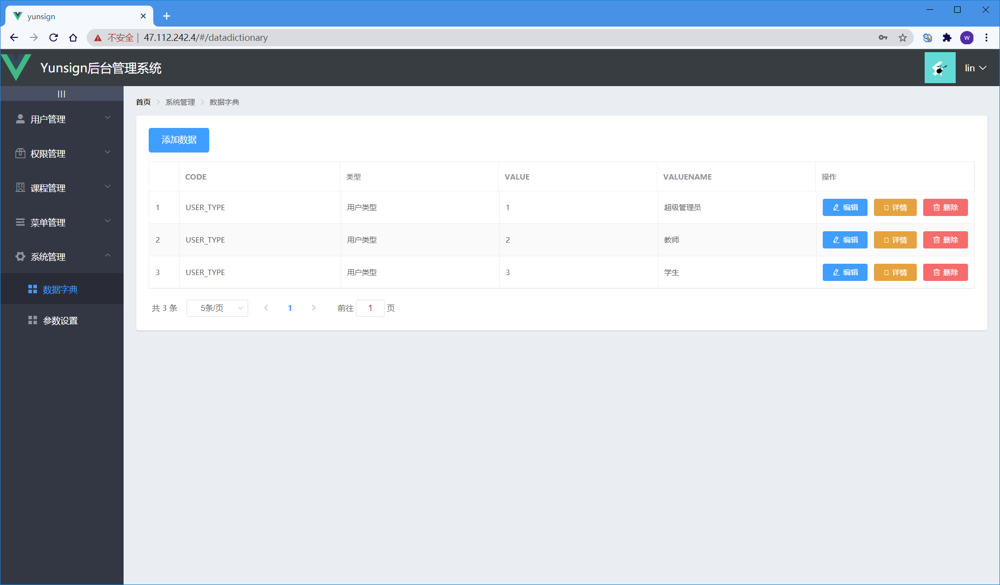 yunsign
不安全 | 47.112.242.4/#/datadictionary
W
Yunsign后台管理系统
lin
用户管理
权限管理
课程管理
菜单管理
系统管理
数据字典
参数设置
首页 > 系统管理 > 数据字典
添加数据
CODE 类型 VALUE VALUENAME 操作
1 USER_TYPE 用户类型 1 超级管理员 编辑 详情 删除
2 USER_TYPE 用户类型 2 教师 编辑 详情 删除
3 USER_TYPE 用户类型 3 学生 编辑 详情 删除
共 3 条 5条/页 1 前往 1 页